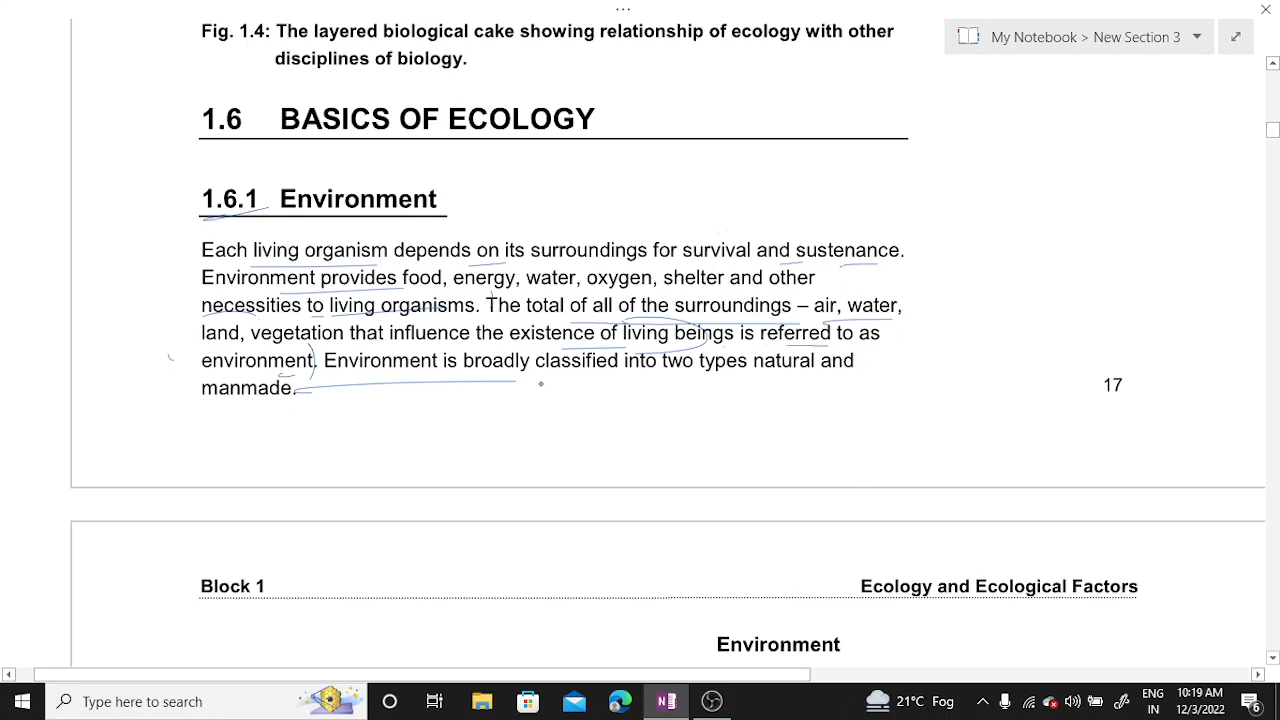 ...
Fig. 1.4: The layered biological cake showing relationship of ecology with other
disciplines of biology.
My Notebook > New Section 3
1.6 BASICS OF ECOLOGY
1.6.1 Environment
Each living organism depends on its surroundings for survival and sustenance.
Environment provides food, energy, water, oxygen, shelter and other
necessities to living organisms. The total of all of the surroundings – air, water,
land, vegetation that influence the existence of living beings is referred to as
environment. Environment is broadly classified into two types natural and
manmade.
17
Block 1 Ecology and Ecological Factors
Environment
Type here to search
21°C Fog
ENG
IN
10:19 AM
12/3/2022
6